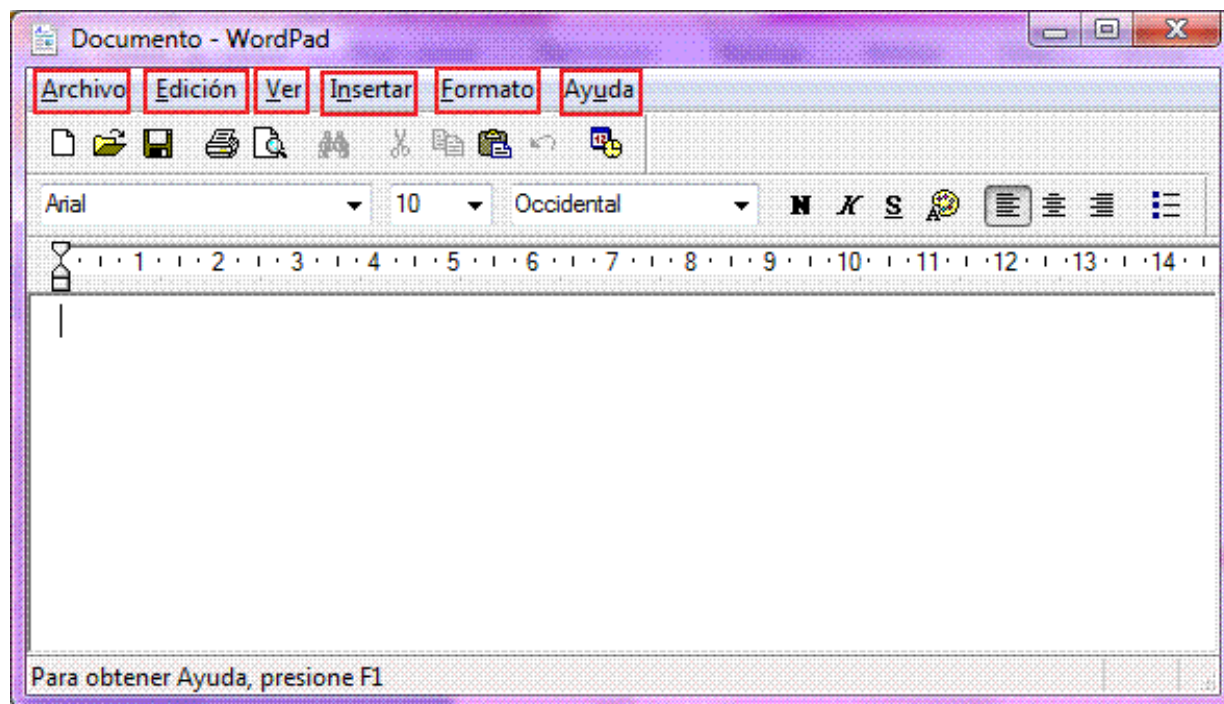 Documento - WordPad
Archivo Edición Ver Insertar Formato Ayuda
Arial 10 Occidental N K S
1 2 3 4 5 6 7 8 9 10 11 12 13 14
Para obtener Ayuda, presione F1